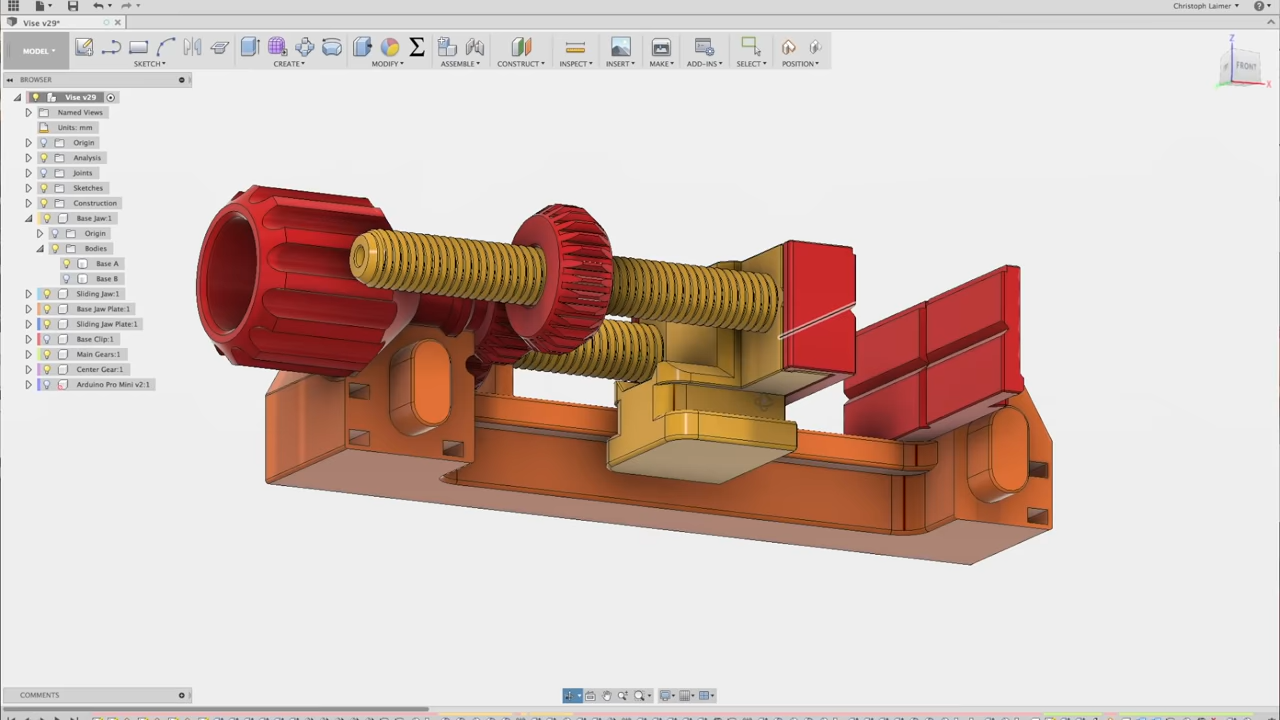 Christoph Laimer
Vise v29*
MODEL
SKETCH
CREATE
MODIFY
ASSEMBLE
CONSTRUCT
INSPECT
INSERT
MAKE
ADD-INS
SELECT
POSITION
Z
FRONT
X
BROWSER
Vise v29
Named Views
Units: mm
Origin
Analysis
Joints
Sketches
Construction
Base Jaw:1
Origin
Bodies
Base A
Base B
Sliding Jaw:1
Base Jaw Plate:1
Sliding Jaw Plate:1
Base Clip:1
Main Gears:1
Center Gear:1
Arduino Pro Mini v2:1
COMMENTS